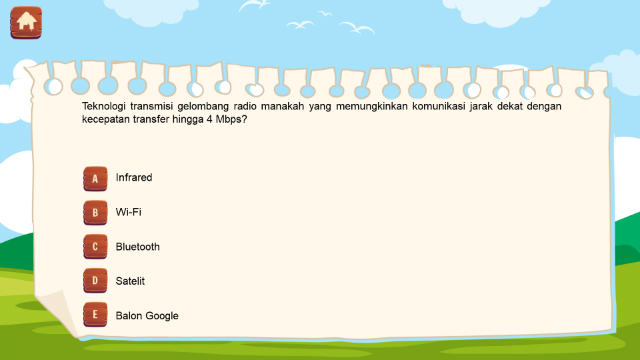 Teknologi transmisi gelombang radio manakah yang memungkinkan komunikasi jarak dekat dengan
kecepatan transfer hingga 4 Mbps?
A Infrared
B Wi-Fi
C Bluetooth
D Satelit
E Balon Google